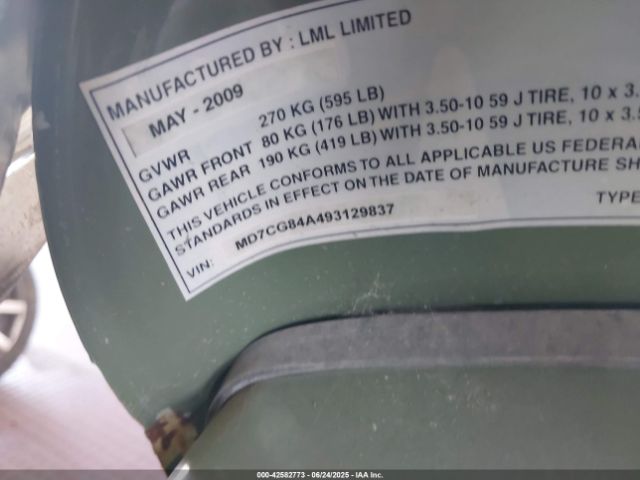 MANUFACTURED BY : LML LIMITED
MAY - 2009
GVWR 270 KG (595 LB)
GAWR FRONT 80 KG (176 LB) WITH 3.50-10 59 J TIRE, 10 x 3.
GAWR REAR 190 KG (419 LB) WITH 3.50-10 59 J TIRE, 10 x 3.5
THIS VEHICLE CONFORMS TO ALL APPLICABLE US FEDERA
STANDARDS IN EFFECT ON THE DATE OF MANUFACTURE SH
VIN: MD7CG84A493129837 TYPE
000-42582773 - 06/24/2025 - IAA Inc.